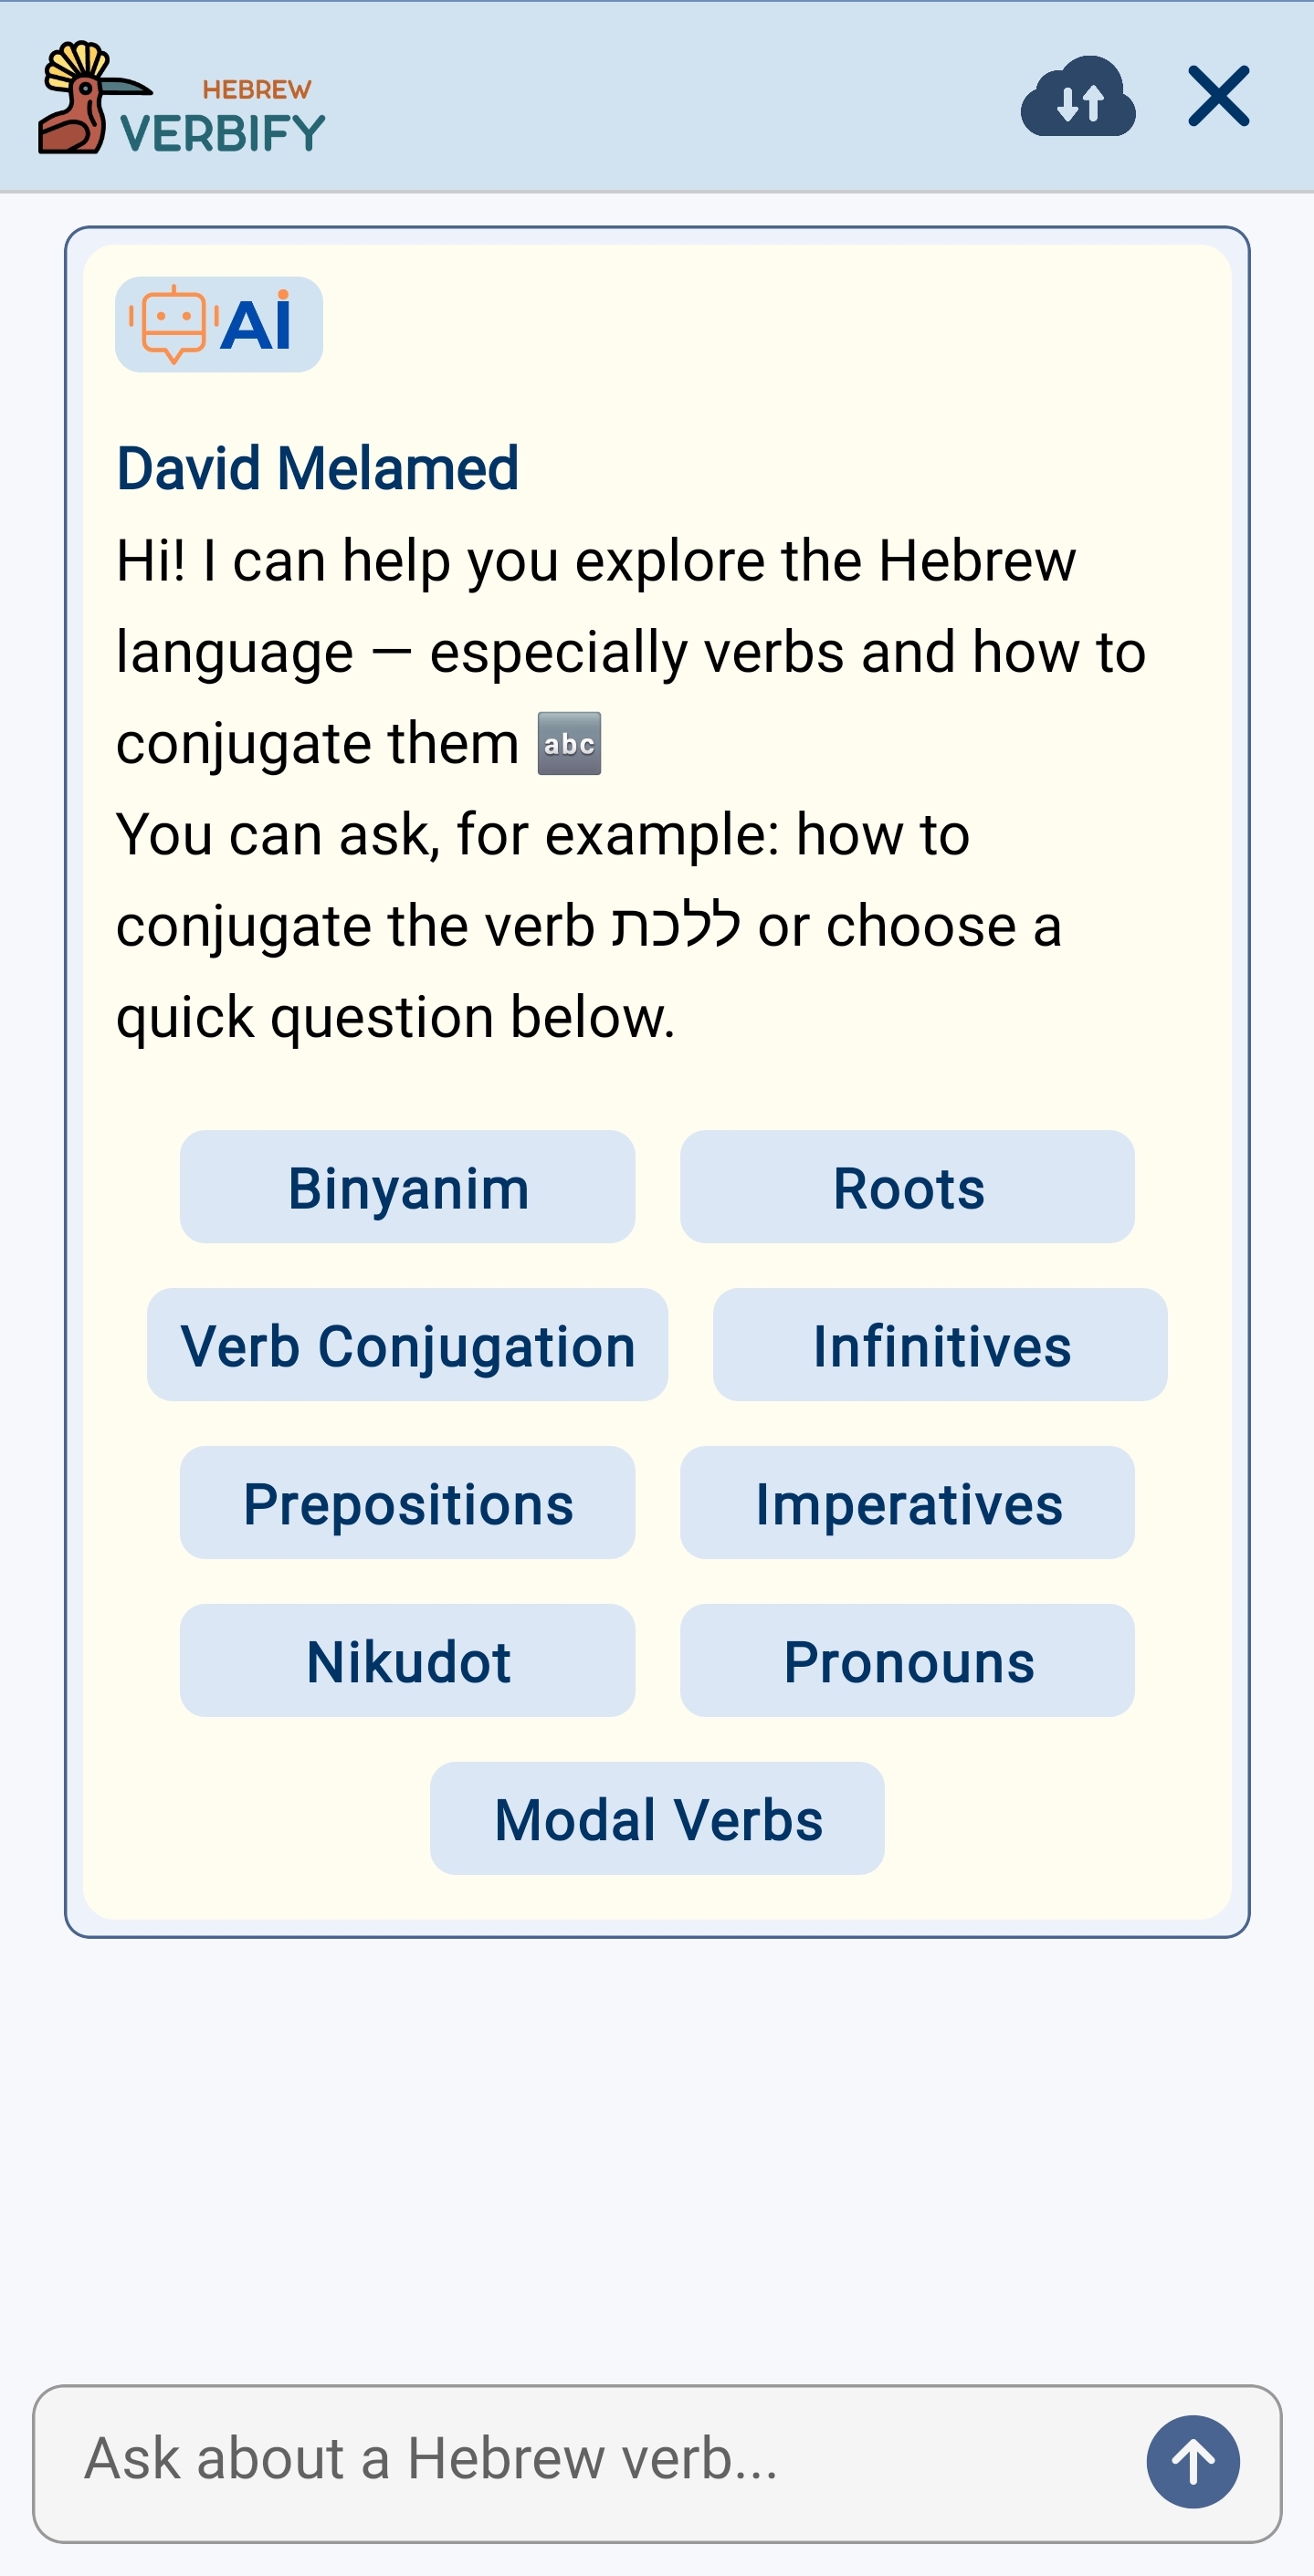 HEBREW
VERBIFY
Ai
David Melamed
Hi! I can help you explore the Hebrew
language — especially verbs and how to
conjugate them 🔤
You can ask, for example: how to
conjugate the verb ללכת or choose a
quick question below.
Binyanim
Roots
Verb Conjugation
Infinitives
Prepositions
Imperatives
Nikudot
Pronouns
Modal Verbs
Ask about a Hebrew verb...